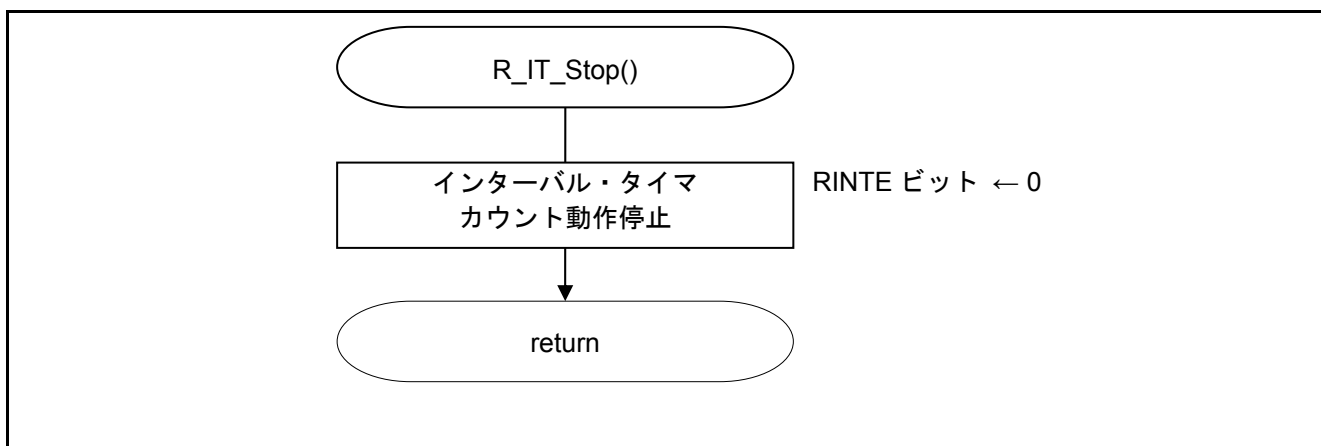 R_IT_Stop()
インターバル・タイマ
カウント動作停止
RINTE ビット ← 0
return